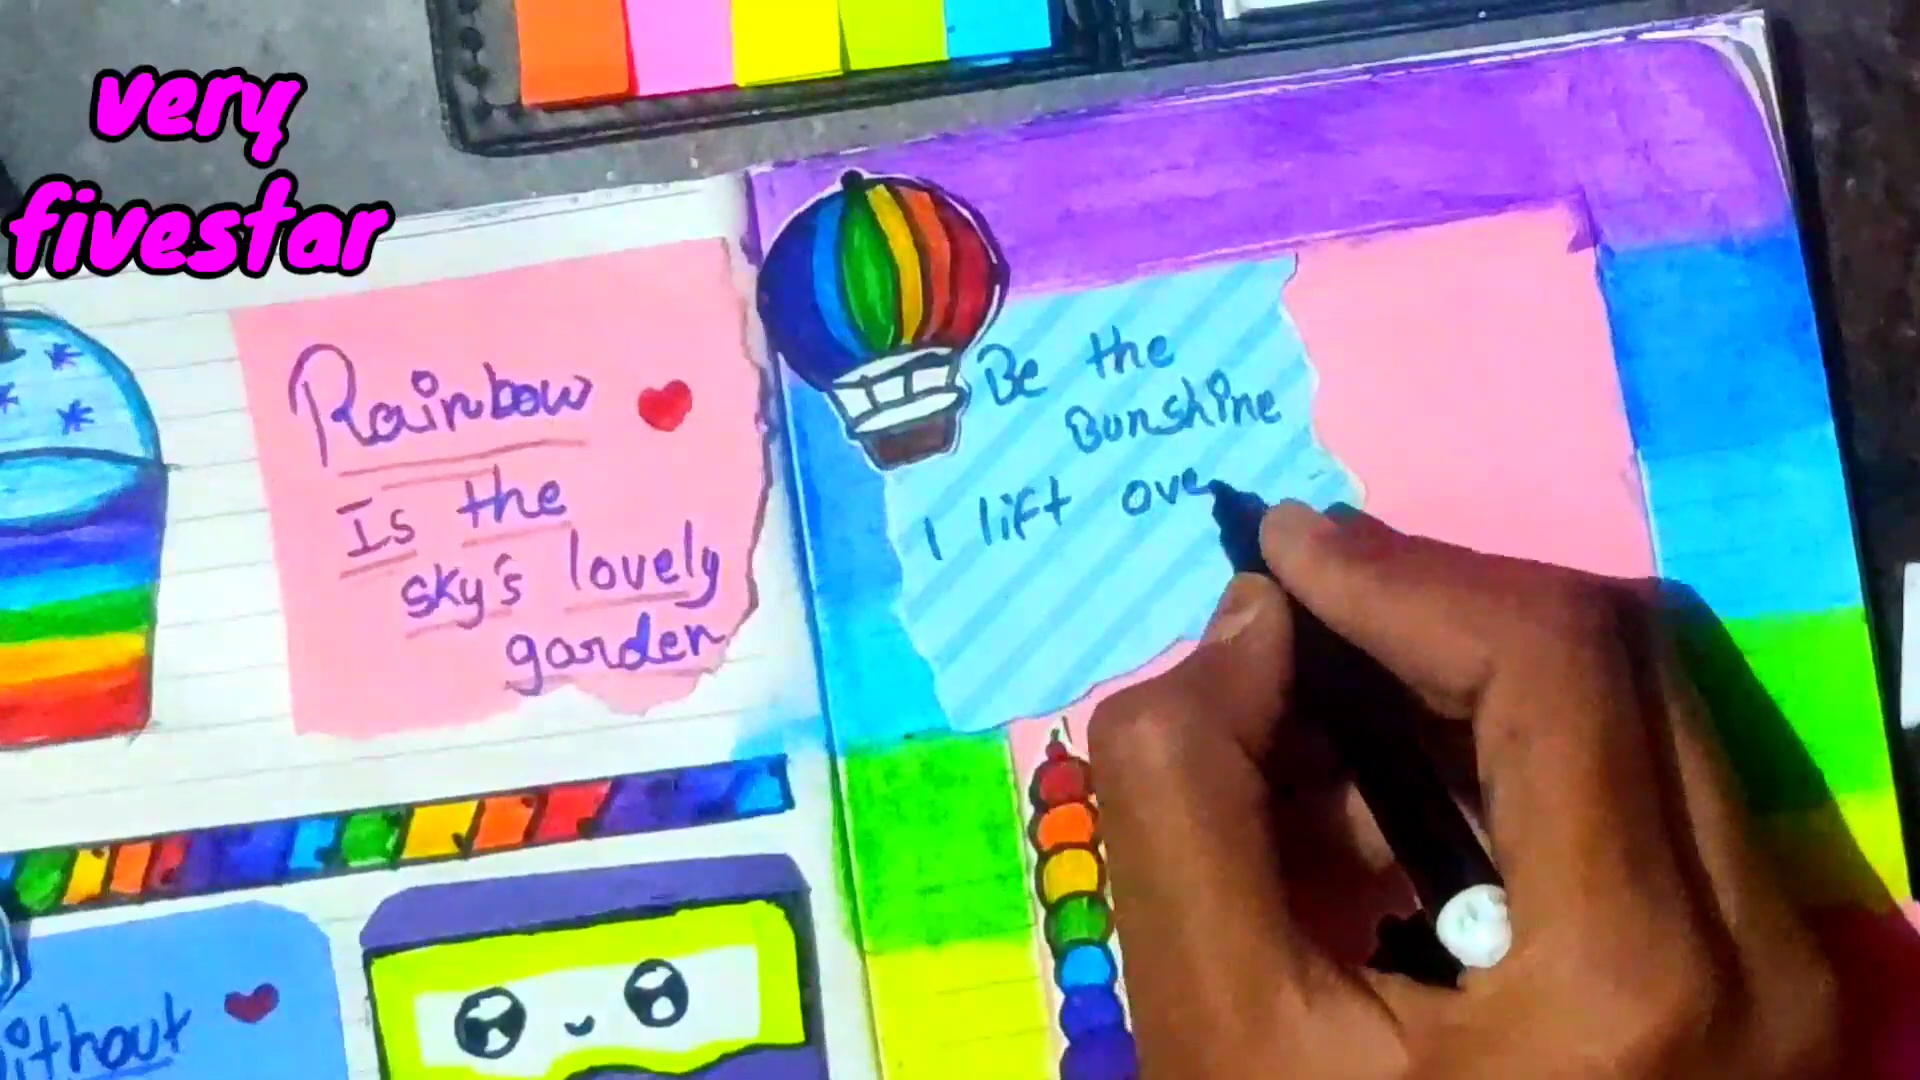 very
fivestar
Rainbow
Is the
sky's lovely
garden
Be the
Sunshine
I lift ove
ithout